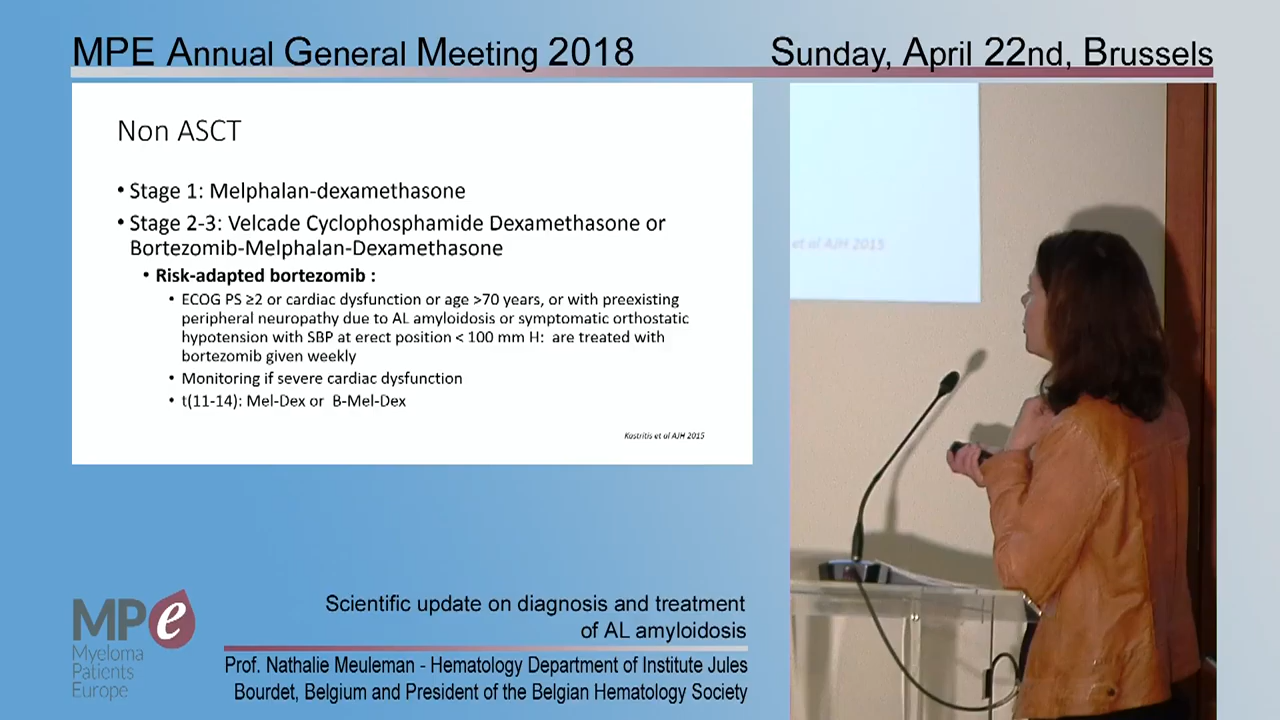 MPE Annual General Meeting 2018
Sunday, April 22nd, Brussels
Non ASCT
• Stage 1: Melphalan-dexamethasone
• Stage 2-3: Velcade Cyclophosphamide Dexamethasone or
Bortezomib-Melphalan-Dexamethasone
• Risk-adapted bortezomib :
• ECOG PS ≥2 or cardiac dysfunction or age >70 years, or with preexisting
peripheral neuropathy due to AL amyloidosis or symptomatic orthostatic
hypotension with SBP at erect position < 100 mm H: are treated with
bortezomib given weekly
• Monitoring if severe cardiac dysfunction
• t(11-14): Mel-Dex or B-Mel-Dex
Kastritis et al AJH 2015
et al AJH 2015
MPe
Myeloma
Patients
Europe
Scientific update on diagnosis and treatment
of AL amyloidosis
Prof. Nathalie Meuleman - Hematology Department of Institute Jules
Bourdet, Belgium and President of the Belgian Hematology Society